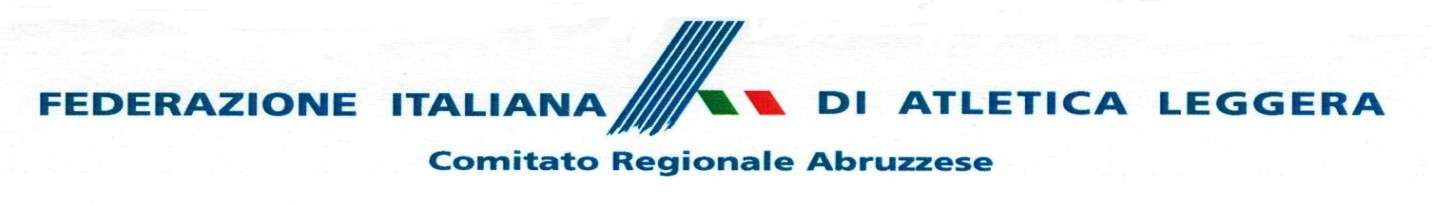 FEDERAZIONE ITALIANA DI ATLETICA LEGGERA
Comitato Regionale Abruzzese